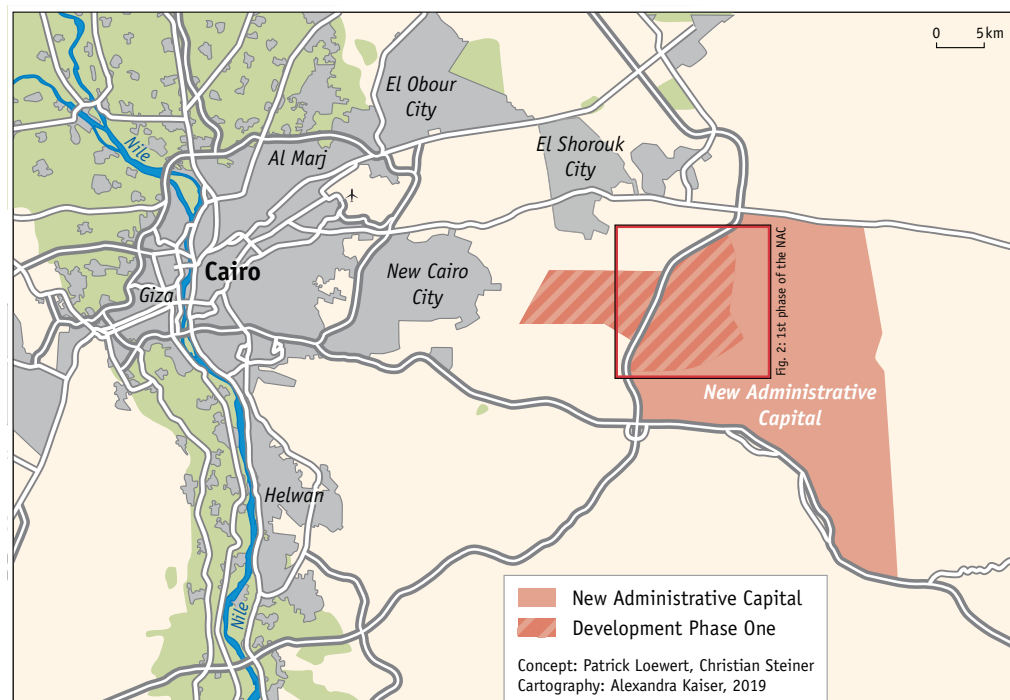 0 5 km
El Obour
City
Nile
Al Marj
El Shorouk
City
Cairo
New Cairo
City
Giza
Fig. 2: 1st phase of the NAC
New Administrative
Capital
Helwan
Nile
New Administrative Capital
Development Phase One
Concept: Patrick Loewert, Christian Steiner
Cartography: Alexandra Kaiser, 2019